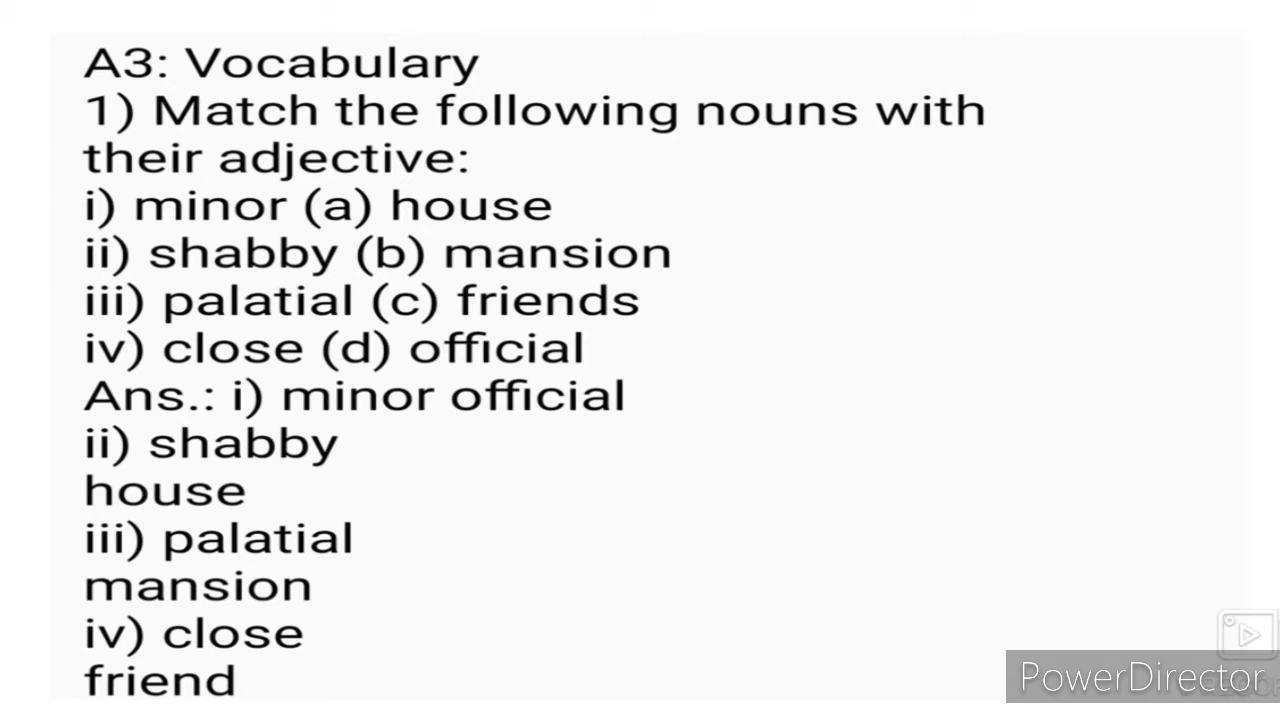 A3: Vocabulary
1) Match the following nouns with
their adjective:
i) minor (a) house
ii) shabby (b) mansion
iii) palatial (c) friends
iv) close (d) official
Ans.: i) minor official
ii) shabby
house
iii) palatial
mansion
iv) close
friend
PowerDirector